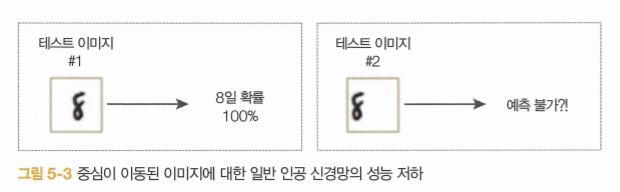 테스트 이미지
#1
8
8일 확률
100%
테스트 이미지
#2
8
예측 불가?!
그림 5-3 중심이 이동된 이미지에 대한 일반 인공 신경망의 성능 저하